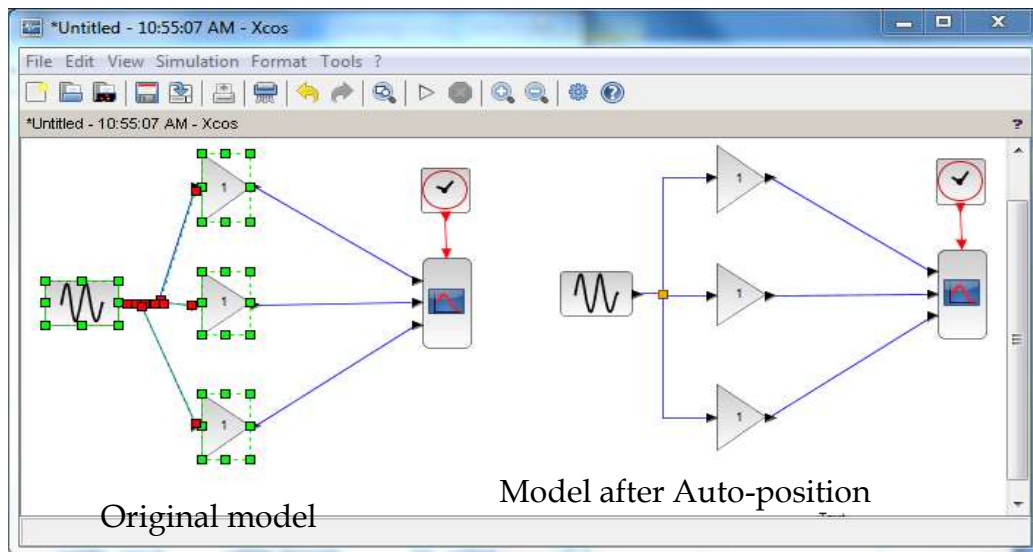 *Untitled - 10:55:07 AM - Xcos
File Edit View Simulation Format Tools ?
*Untitled - 10:55:07 AM - Xcos ?
1
1
1
1
1
1
Original model
Model after Auto-position